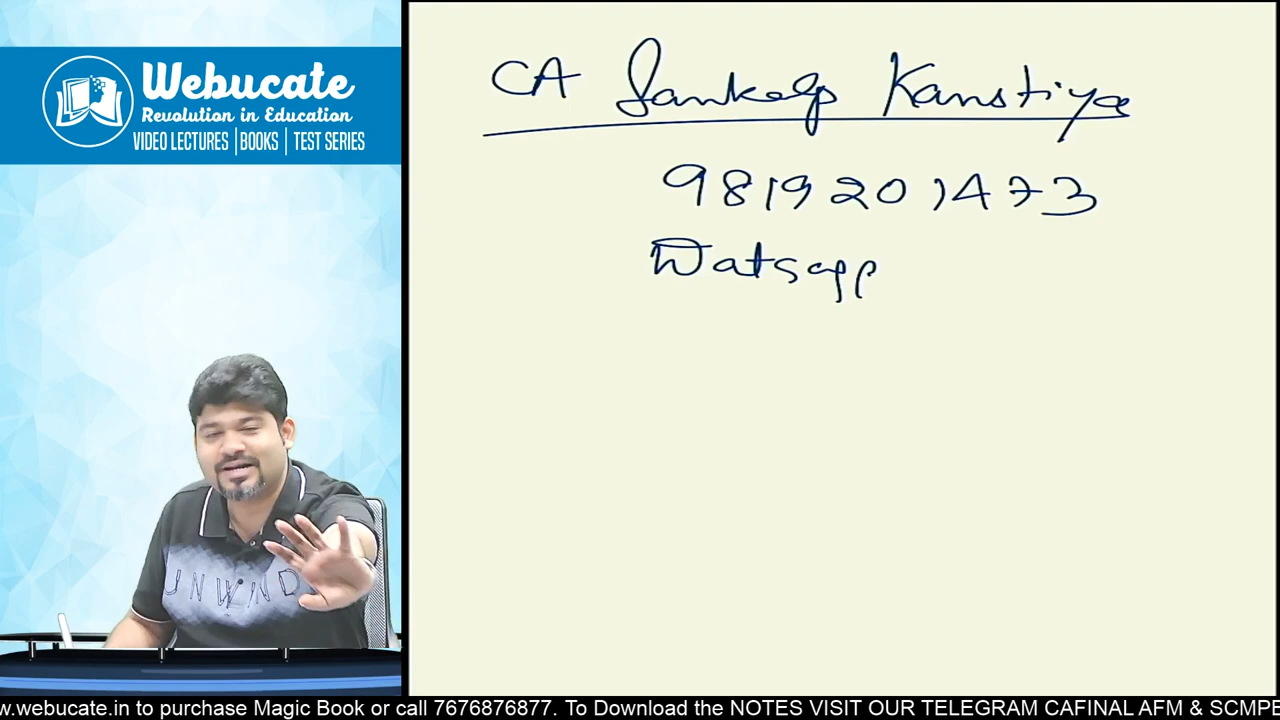 Webucate
Revolution in Education
VIDEO LECTURES | BOOKS | TEST SERIES
CA Sankalp Kanstiya
9819201473
Watsapp
UNWIND
w.webucate.in to purchase Magic Book or call 7676876877. To Download the NOTES VISIT OUR TELEGRAM CAFINAL AFM & SCMPE